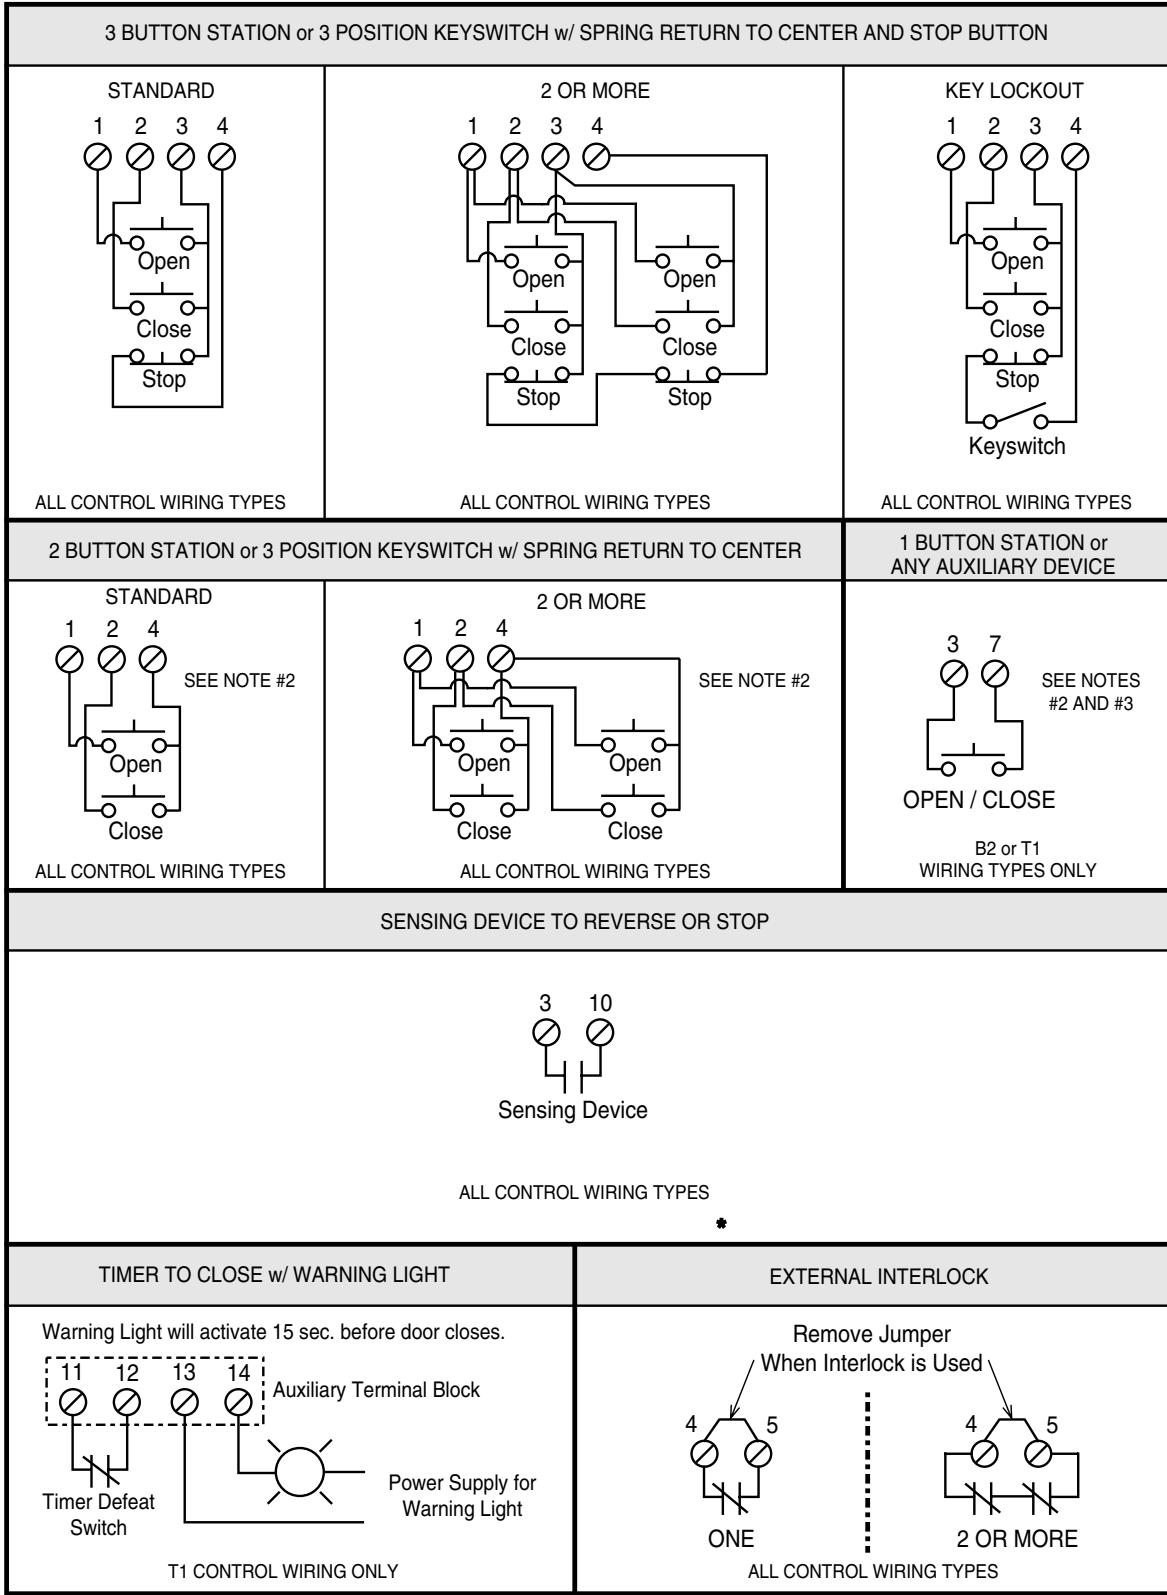 3 BUTTON STATION or 3 POSITION KEYSWITCH w/ SPRING RETURN TO CENTER AND STOP BUTTON
STANDARD
1 2 3 4
Open
Close
Stop
ALL CONTROL WIRING TYPES
2 OR MORE
1 2 3 4
Open Open
Close Close
Stop Stop
ALL CONTROL WIRING TYPES
KEY LOCKOUT
1 2 3 4
Open
Close
Stop
Keyswitch
ALL CONTROL WIRING TYPES
2 BUTTON STATION or 3 POSITION KEYSWITCH w/ SPRING RETURN TO CENTER
STANDARD
1 2 4
SEE NOTE #2
Open
Close
ALL CONTROL WIRING TYPES
2 OR MORE
1 2 4
SEE NOTE #2
Open Open
Close Close
ALL CONTROL WIRING TYPES
1 BUTTON STATION or
ANY AUXILIARY DEVICE
3 7
SEE NOTES
#2 AND #3
OPEN / CLOSE
B2 or T1
WIRING TYPES ONLY
SENSING DEVICE TO REVERSE OR STOP
3 10
Sensing Device
ALL CONTROL WIRING TYPES
*
TIMER TO CLOSE w/ WARNING LIGHT
Warning Light will activate 15 sec. before door closes.
11 12 13 14
Auxiliary Terminal Block
Timer Defeat
Switch
Power Supply for
Warning Light
T1 CONTROL WIRING ONLY
EXTERNAL INTERLOCK
Remove Jumper
When Interlock is Used
4 5
ONE
4 5
2 OR MORE
ALL CONTROL WIRING TYPES